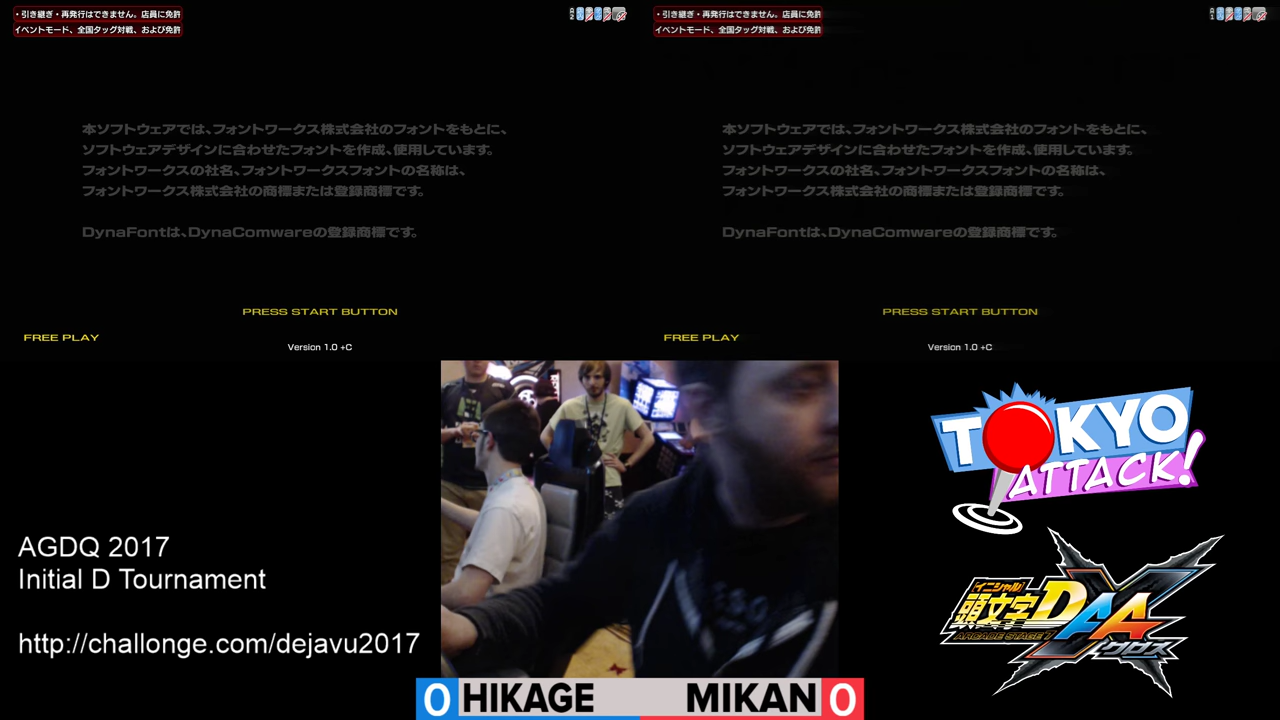 ・引き継ぎ・再発行はできません。店員に免許
イベントモード、全国タッグ対戦、および免許
本ソフトウェアでは、フォントワークス株式会社のフォントをもとに、
ソフトウェアデザインに合わせたフォントを作成、使用しています。
フォントワークスの社名、フォントワークスフォントの名称は、
フォントワークス株式会社の商標または登録商標です。
DynaFontは、DynaComwareの登録商標です。
PRESS START BUTTON
FREE PLAY
Version 1.0 +C
・引き継ぎ・再発行はできません。店員に免許
イベントモード、全国タッグ対戦、および免許
本ソフトウェアでは、フォントワークス株式会社のフォントをもとに、
ソフトウェアデザインに合わせたフォントを作成、使用しています。
フォントワークスの社名、フォントワークスフォントの名称は、
フォントワークス株式会社の商標または登録商標です。
DynaFontは、DynaComwareの登録商標です。
PRESS START BUTTON
FREE PLAY
Version 1.0 +C
AGDQ 2017
Initial D Tournament
http://challonge.com/dejavu2017
TOKYO
ATTACK!
[イニシャル]
頭文字D
ARCADE STAGE 7
AA X
クロス
0 HIKAGE MIKAN 0